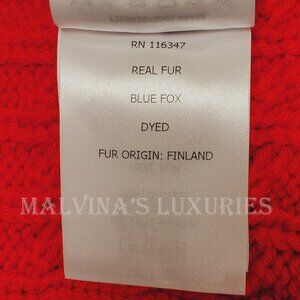 RN 116347
REAL FUR
BLUE FOX
DYED
FUR ORIGIN: FINLAND
MALVINA'S LUXURIES